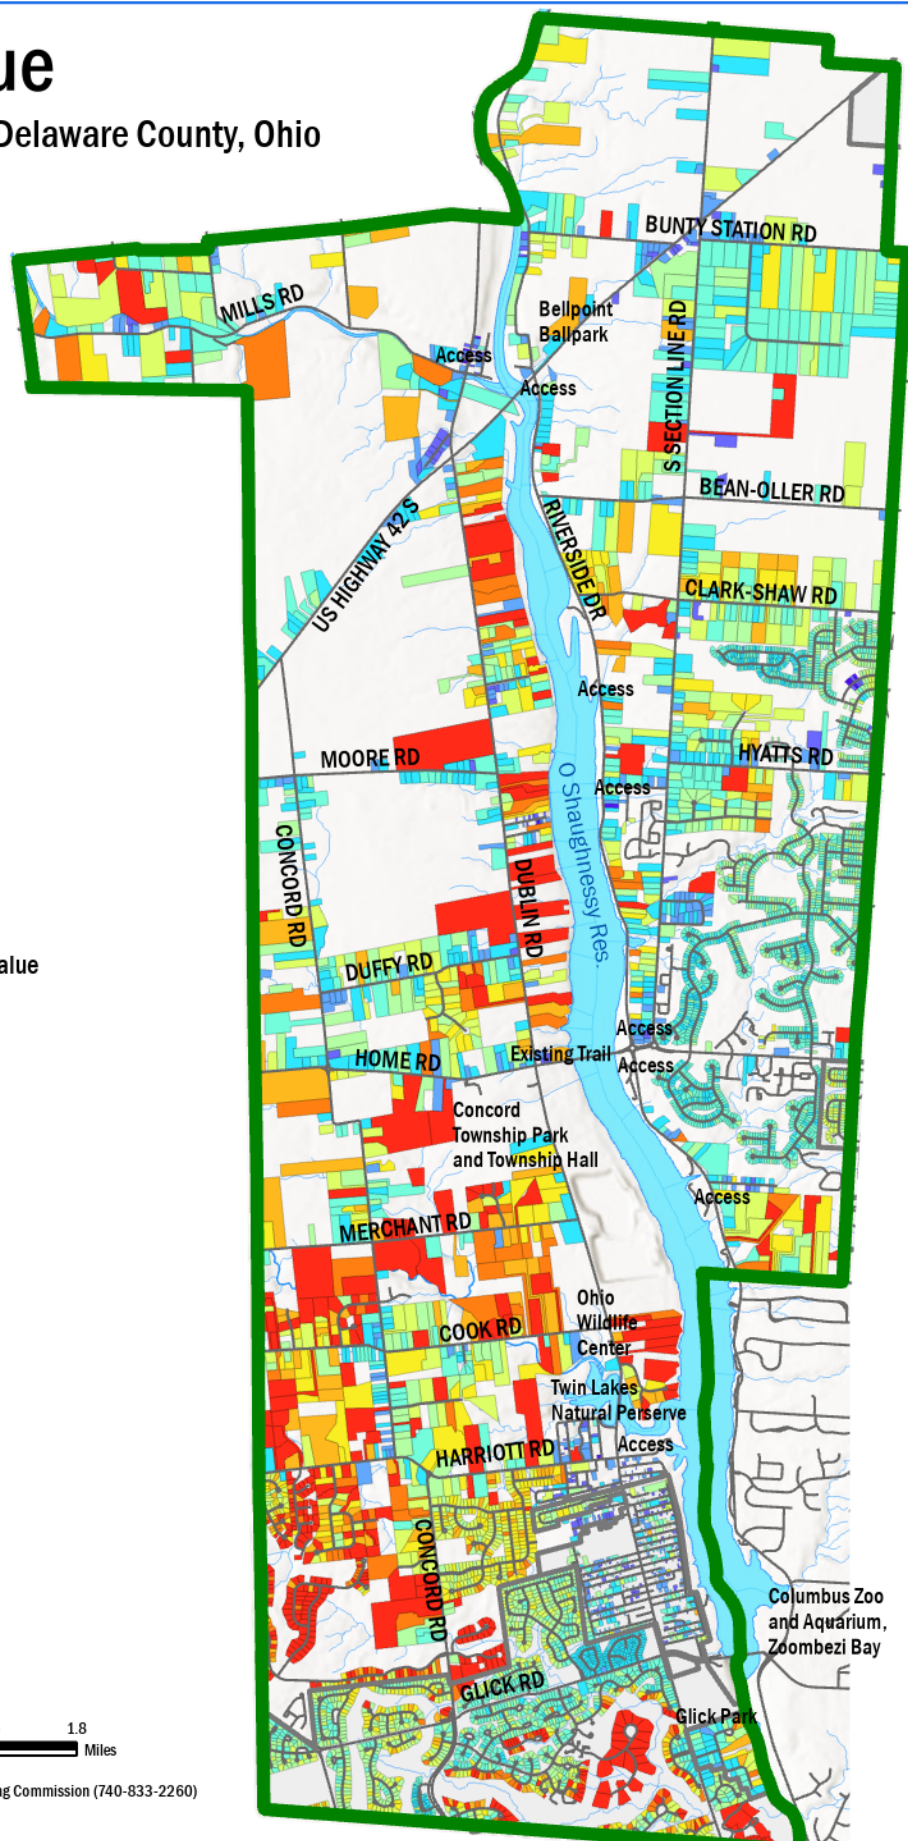 ue
Delaware County, Ohio
BUNTY STATION RD
MILLS RD
Bellpoint
Ballpark
Access
Access
S SECTION LINE RD
BEAN-OLLER RD
US HIGHWAY 42 S
RIVERSIDE DR
CLARK-SHAW RD
Access
MOORE RD
HYATTS RD
Access
O Shaughnessy Res.
CONCORD RD
DUBLIN RD
alue
DUFFY RD
Access
HOME RD
Existing Trail
Access
Concord
Township Park
and Township Hall
Access
MERCHANT RD
Ohio
Wildlife
Center
COOK RD
Twin Lakes
Natural Perserve
HARRIOTT RD
Access
CONCORD RD
Columbus Zoo
and Aquarium,
Zoombezi Bay
GLICK RD
Glick Park
1.8
Miles
ng Commission (740-833-2260)